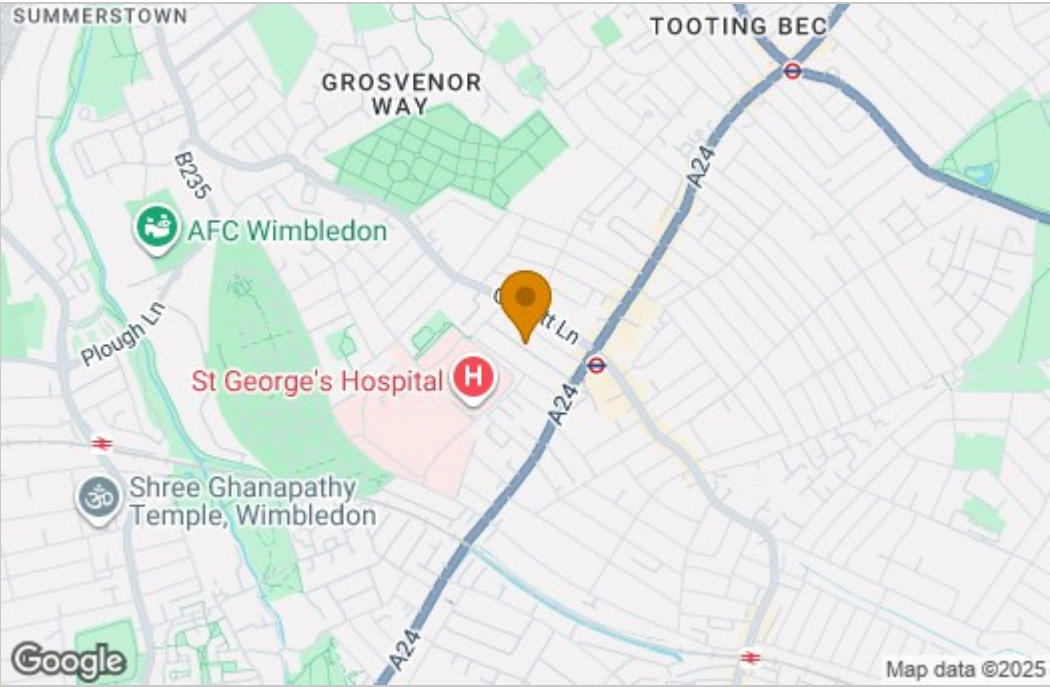 SUMMERSTOWN
TOOTING BEC
GROSVENOR
WAY
B235
A24
AFC Wimbledon
Plough Ln
tt Ln
St George's Hospital
H
A24
Shree Ghanapathy
Temple, Wimbledon
A24
Google
Map data ©2025